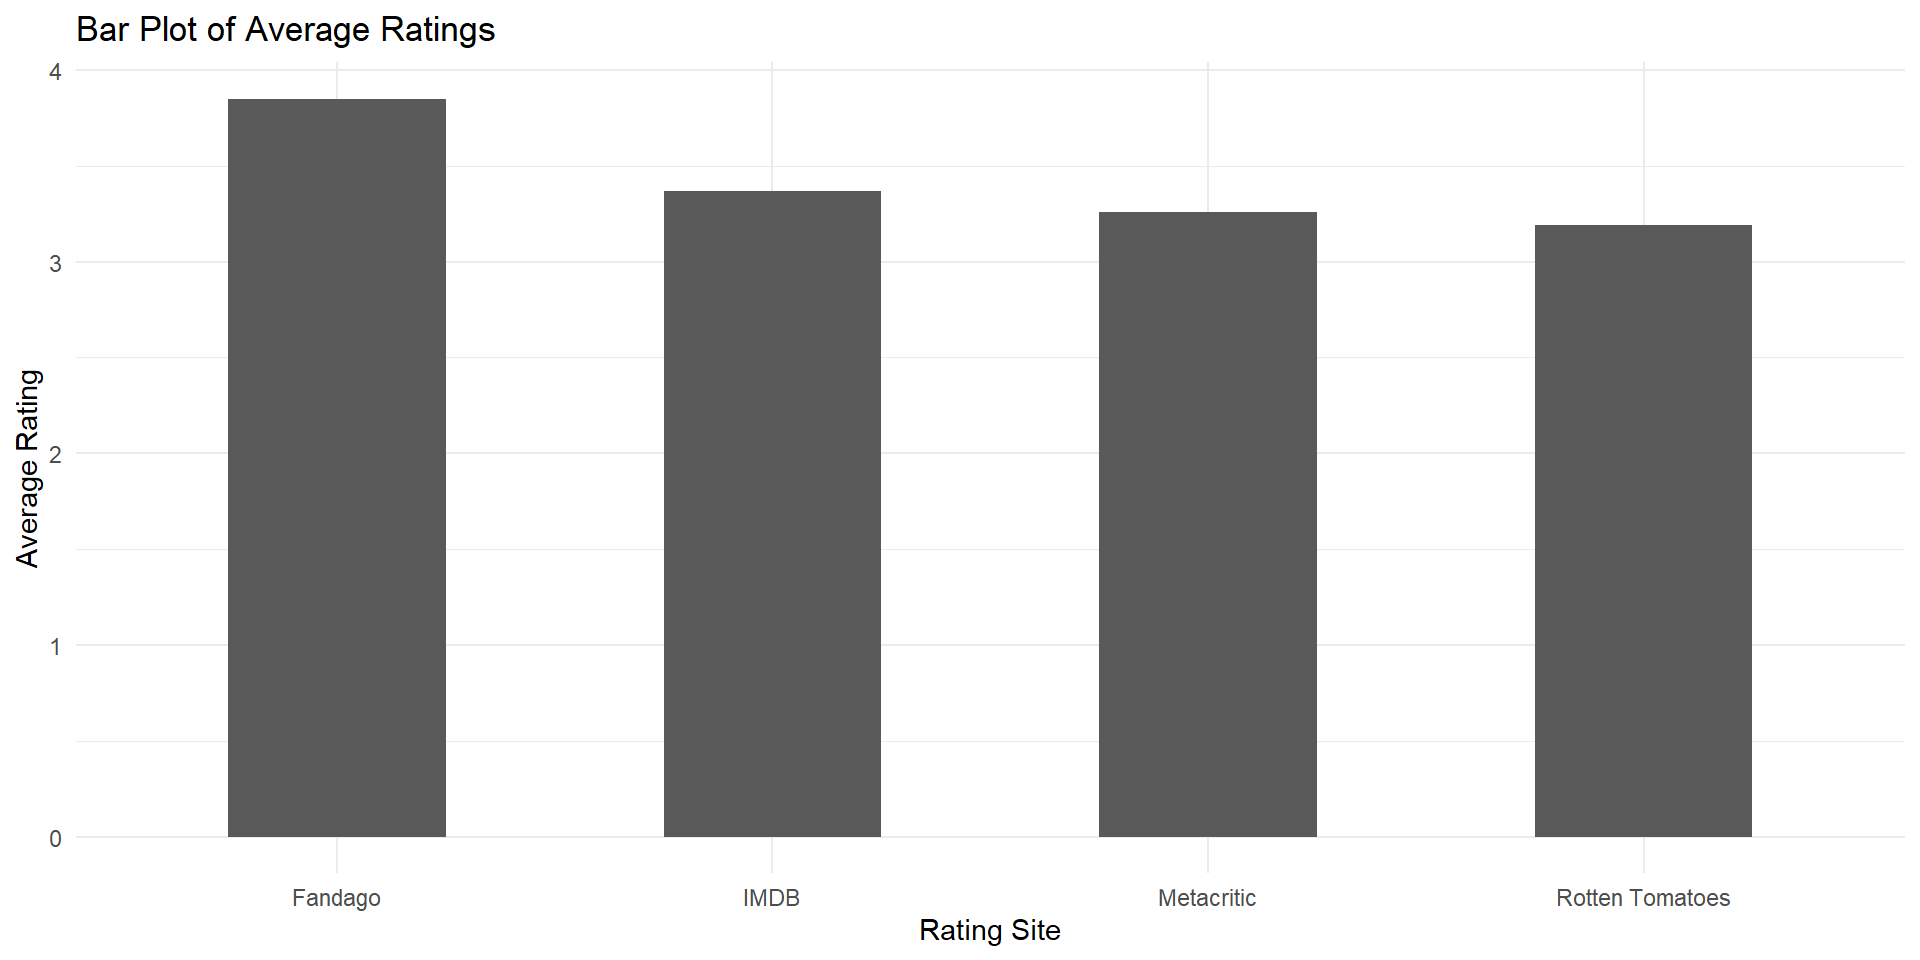 Bar Plot of Average Ratings
4
3
2
1
0
Average Rating
Fandago
IMDB
Metacritic
Rotten Tomatoes
Rating Site